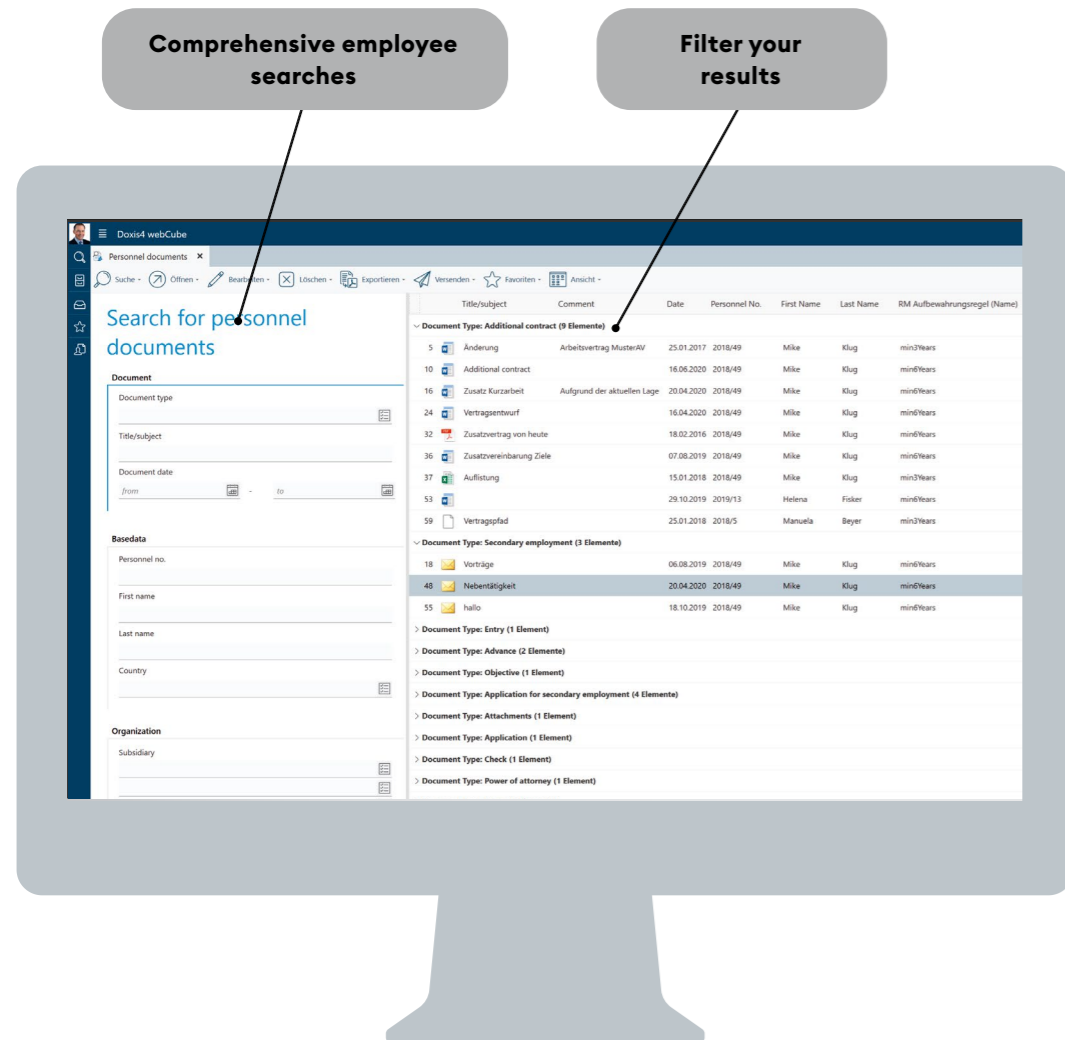 Comprehensive employee
searches
Filter your
results
Doxis4 webCube
Personnel documents ×
Suche Öffnen Bearbeiten Löschen Exportieren Versenden Favoriten Ansicht
Search for personnel
documents
Document
Document type
Title/subject
Document date
from - to
Basedata
Personnel no.
First name
Last name
Country
Organization
Subsidiary
Title/subject Comment Date Personnel No. First Name Last Name RM Aufbewahrungsregel (Name)
Document Type: Additional contract (9 Elemente)
5 Änderung Arbeitsvertrag MusterAV 25.01.2017 2018/49 Mike Klug min3Years
10 Additional contract 16.06.2020 2018/49 Mike Klug min6Years
16 Zusatz Kurzarbeit Aufgrund der aktuellen Lage 20.04.2020 2018/49 Mike Klug min6Years
24 Vertragsentwurf 16.04.2020 2018/49 Mike Klug min6Years
32 Zusatzvertrag von heute 18.02.2016 2018/49 Mike Klug min6Years
36 Zusatzvereinbarung Ziele 07.08.2019 2018/49 Mike Klug min6Years
37 Auflistung 15.01.2018 2018/49 Mike Klug min3Years
53 29.10.2019 2019/13 Helena Fisker min6Years
59 Vertragspfad 25.01.2018 2018/5 Manuela Beyer min3Years
Document Type: Secondary employment (3 Elemente)
18 Vorträge 06.08.2019 2018/49 Mike Klug min6Years
48 Nebentätigkeit 20.04.2020 2018/49 Mike Klug min6Years
55 hallo 18.10.2019 2018/49 Mike Klug min6Years
Document Type: Entry (1 Element)
Document Type: Advance (2 Elemente)
Document Type: Objective (1 Element)
Document Type: Application for secondary employment (4 Elemente)
Document Type: Attachments (1 Element)
Document Type: Application (1 Element)
Document Type: Check (1 Element)
Document Type: Power of attorney (1 Element)